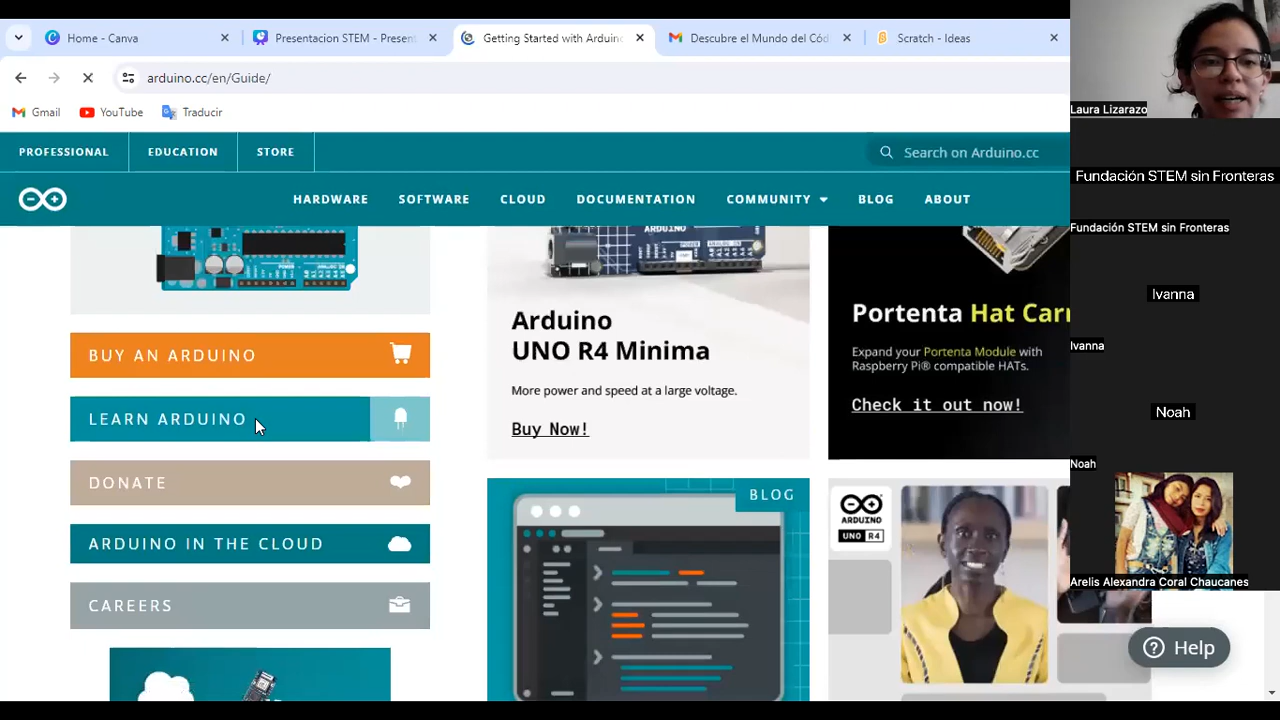 Home - Canva
Presentacion STEM - Present
Getting Started with Arduino
Descubre el Mundo del Cód
Scratch - Ideas
arduino.cc/en/Guide/
Gmail
YouTube
Traducir
PROFESSIONAL
EDUCATION
STORE
Search on Arduino.cc
HARDWARE
SOFTWARE
CLOUD
DOCUMENTATION
COMMUNITY
BLOG
ABOUT
BUY AN ARDUINO
LEARN ARDUINO
DONATE
ARDUINO IN THE CLOUD
CAREERS
ARDUINO
Arduino
UNO R4 Minima
More power and speed at a large voltage.
Buy Now!
Portenta Hat Carr
Expand your Portenta Module with
Raspberry Pi® compatible HATs.
Check it out now!
BLOG
ARDUINO
UNO R4
Help
Laura Lizarazo
Fundación STEM sin Fronteras
Fundación STEM sin Fronteras
Ivanna
Ivanna
Noah
Noah
Arelis Alexandra Coral Chaucanes